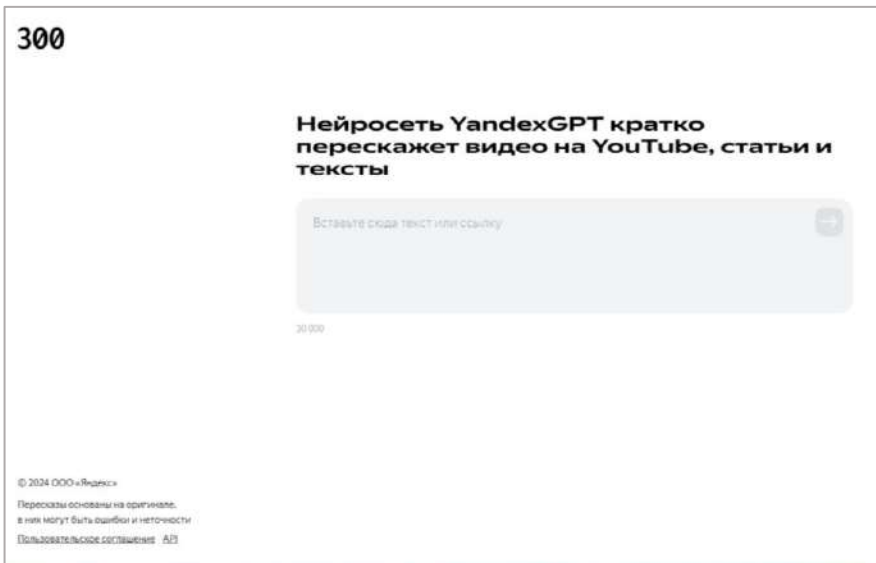 300
Нейросеть YandexGPT кратко
перескажет видео на YouTube, статьи и
тексты
Вставьте сюда текст или ссылку
30 000
© 2024 ООО «Яндекс»
Пересказы основаны на оригинале,
в них могут быть ошибки и неточности
Пользовательское соглашение API